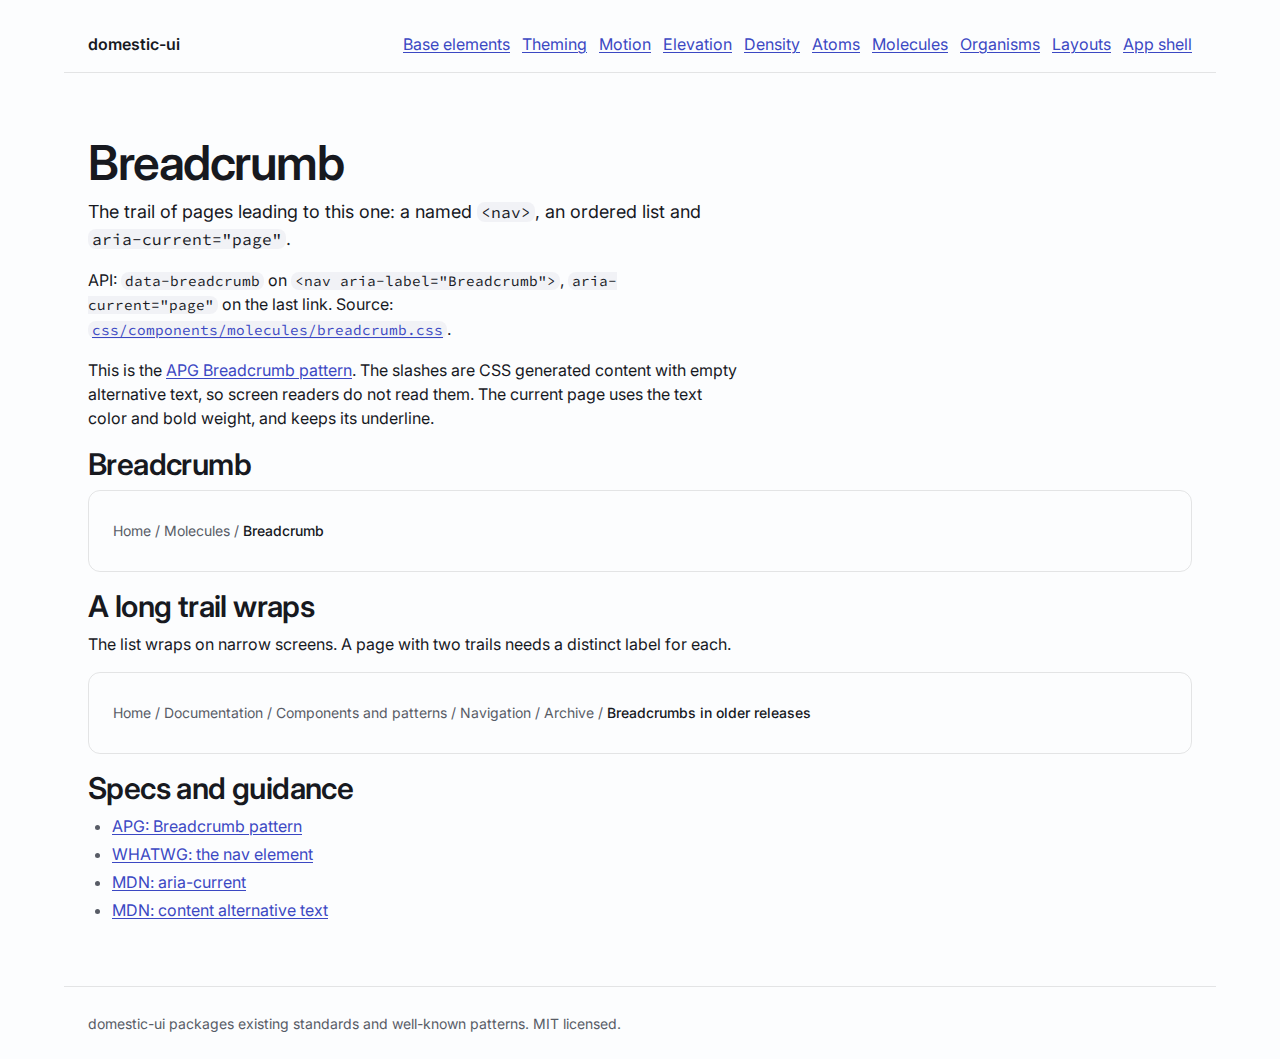 domestic-ui
Base elements Theming Motion Elevation Density Atoms Molecules Organisms Layouts App shell
Breadcrumb
The trail of pages leading to this one: a named <nav>, an ordered list and
aria-current="page".
API: data-breadcrumb on <nav aria-label="Breadcrumb">, aria-
current="page" on the last link. Source:
css/components/molecules/breadcrumb.css.
This is the APG Breadcrumb pattern. The slashes are CSS generated content with empty
alternative text, so screen readers do not read them. The current page uses the text
color and bold weight, and keeps its underline.
Breadcrumb
Home / Molecules / Breadcrumb
A long trail wraps
The list wraps on narrow screens. A page with two trails needs a distinct label for each.
Home / Documentation / Components and patterns / Navigation / Archive / Breadcrumbs in older releases
Specs and guidance
APG: Breadcrumb pattern
WHATWG: the nav element
MDN: aria-current
MDN: content alternative text
domestic-ui packages existing standards and well-known patterns. MIT licensed.